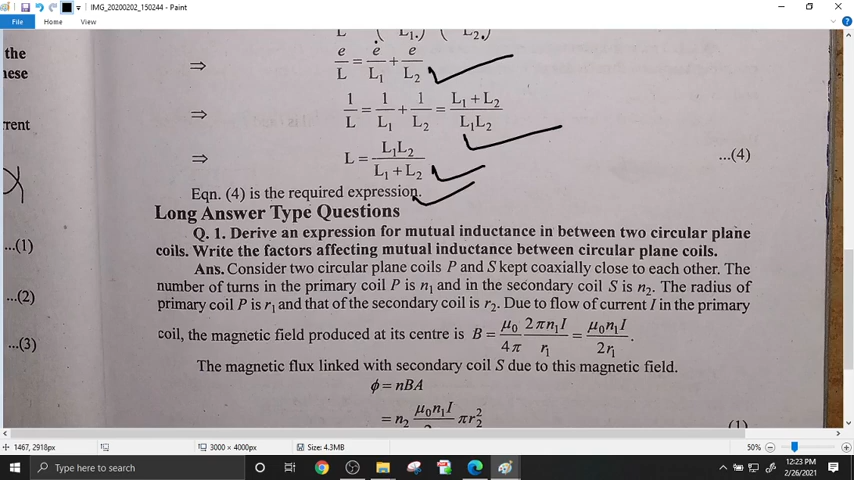 IMG_20200202_150244 - Paint
File Home View
the
these
rrent
...(1)
...(2)
...(3)
L L₁ L₂
⇒ e/L = e/L₁ + e/L₂
⇒ 1/L = 1/L₁ + 1/L₂ = (L₁ + L₂)/(L₁L₂)
⇒ L = L₁L₂/(L₁ + L₂) ...(4)
Eqn. (4) is the required expression.
Long Answer Type Questions
Q. 1. Derive an expression for mutual inductance in between two circular plane
coils. Write the factors affecting mutual inductance between circular plane coils.
Ans. Consider two circular plane coils P and S kept coaxially close to each other. The
number of turns in the primary coil P is n₁ and in the secondary coil S is n₂. The radius of
primary coil P is r₁ and that of the secondary coil is r₂. Due to flow of current I in the primary
coil, the magnetic field produced at its centre is B = μ₀/4π 2πn₁I/r₁ = μ₀n₁I/2r₁.
The magnetic flux linked with secondary coil S due to this magnetic field.
ϕ = nBA
= n₂ μ₀n₁I πr₂² (1)
1467, 2918px 3000 × 4000px Size: 4.3MB 50%
Type here to search 12:23 PM
2/26/2021